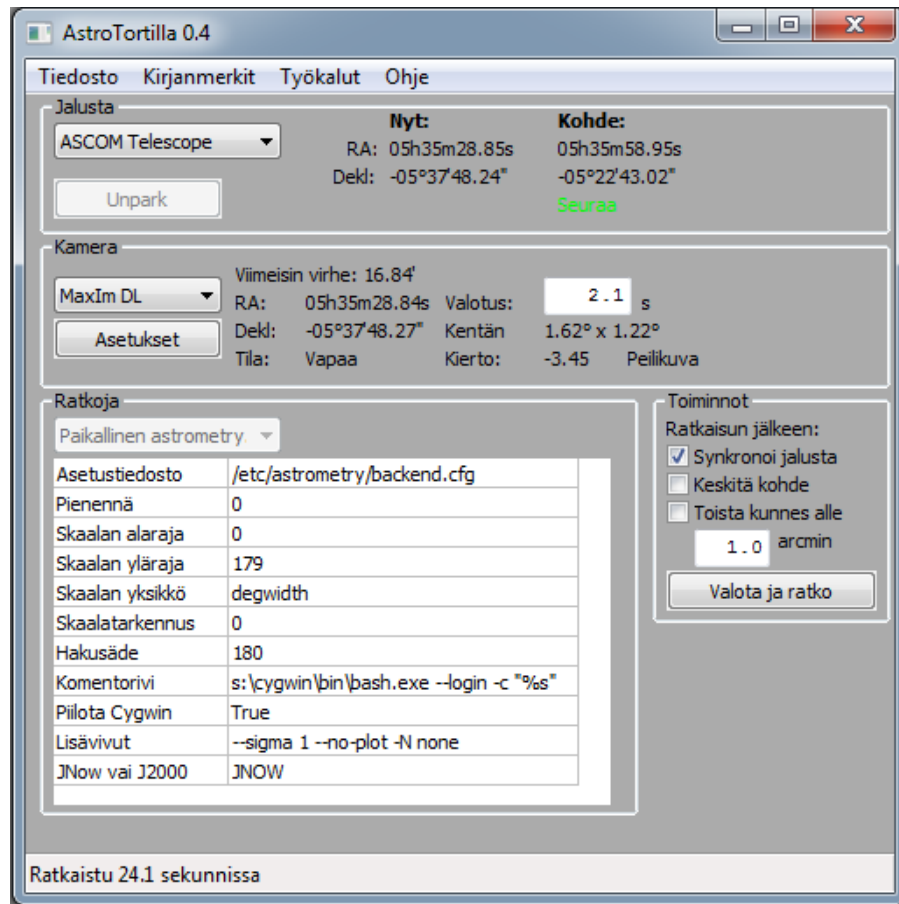 AstroTortilla 0.4
Tiedosto Kirjanmerkit Työkalut Ohje
Jalusta
ASCOM Telescope
Nyt: Kohde:
RA: 05h35m28.85s 05h35m58.95s
Dekl: -05°37'48.24" -05°22'43.02"
Unpark
Seuraa
Kamera
Viimeisin virhe: 16.84'
MaxIm DL
RA: 05h35m28.84s Valotus: 2.1 s
Asetukset
Dekl: -05°37'48.27" Kentän 1.62° x 1.22°
Tila: Vapaa Kierto: -3.45 Peilikuva
Ratkoja
Paikallinen astrometry.
Asetustiedosto /etc/astrometry/backend.cfg
Pienennä 0
Skaalan alaraja 0
Skaalan yläraja 179
Skaalan yksikkö degwidth
Skaalatarkennus 0
Hakusäde 180
Komentorivi s:\cygwin\bin\bash.exe --login -c "%s"
Piilota Cygwin True
Lisävivut --sigma 1 --no-plot -N none
JNow vai J2000 JNOW
Toiminnot
Ratkaisun jälkeen:
Synkronoi jalusta
Keskitä kohde
Toista kunnes alle
1.0 arcmin
Valota ja ratko
Ratkaistu 24.1 sekunnissa